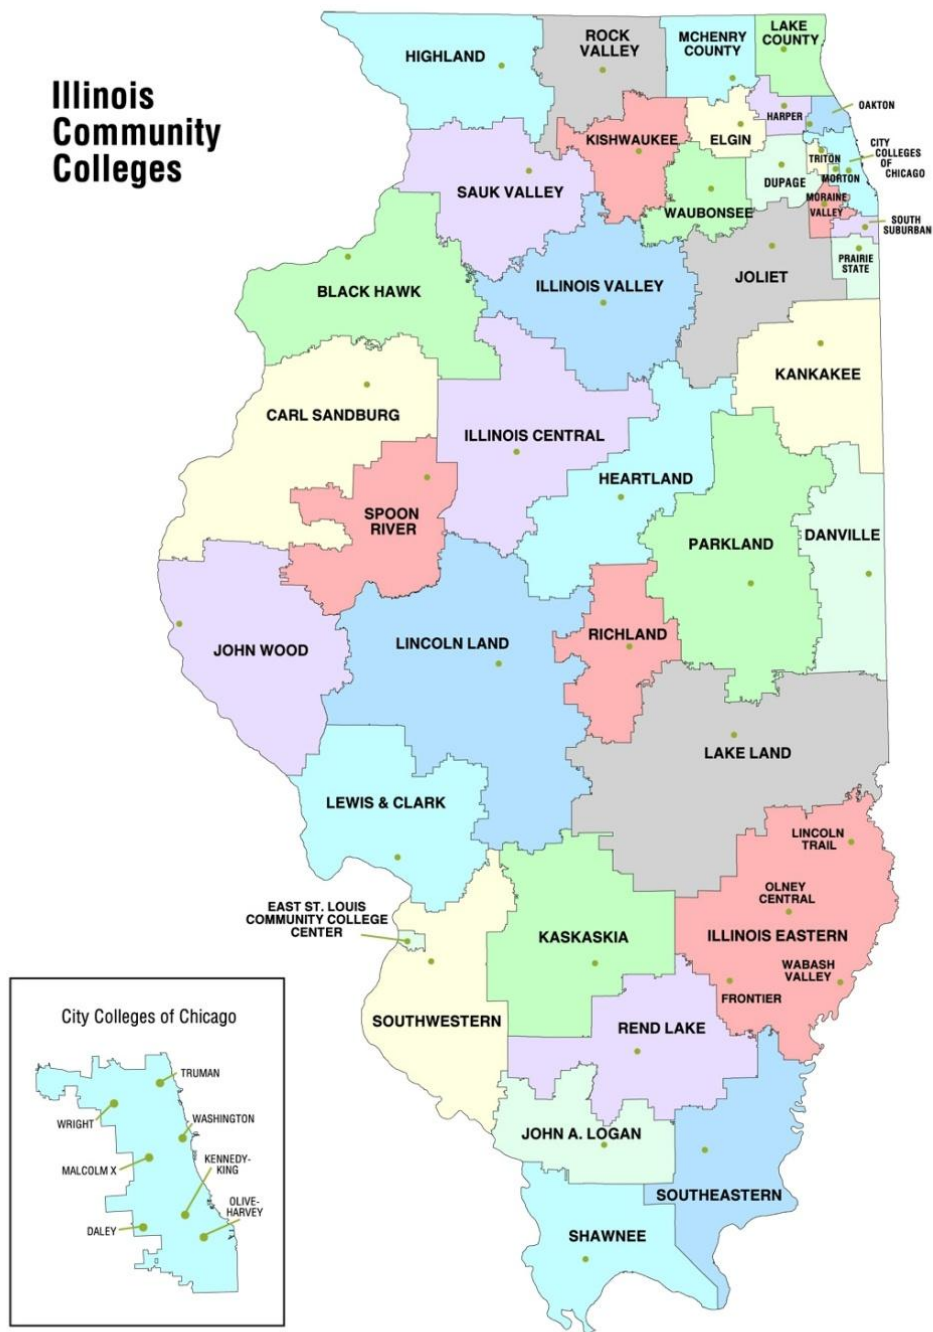 Illinois
Community
Colleges
HIGHLAND
ROCK
VALLEY
MCHENRY
COUNTY
LAKE
COUNTY
HARPER
OAKTON
KISHWAUKEE
ELGIN
CITY
COLLEGES
OF
CHICAGO
TRITON
MORTON
DUPAGE
SAUK VALLEY
WAUBONSEE
MORAINE
VALLEY
SOUTH
SUBURBAN
PRAIRIE
STATE
BLACK HAWK
ILLINOIS VALLEY
JOLIET
KANKAKEE
CARL SANDBURG
ILLINOIS CENTRAL
HEARTLAND
SPOON
RIVER
PARKLAND
DANVILLE
JOHN WOOD
LINCOLN LAND
RICHLAND
LAKE LAND
LEWIS & CLARK
LINCOLN
TRAIL
OLNEY
CENTRAL
EAST ST. LOUIS
COMMUNITY COLLEGE
CENTER
KASKASKIA
ILLINOIS EASTERN
WABASH
VALLEY
FRONTIER
SOUTHWESTERN
REND LAKE
JOHN A. LOGAN
SOUTHEASTERN
SHAWNEE
City Colleges of Chicago
TRUMAN
WRIGHT
WASHINGTON
MALCOLM X
KENNEDY-
KING
OLIVE-
HARVEY
DALEY